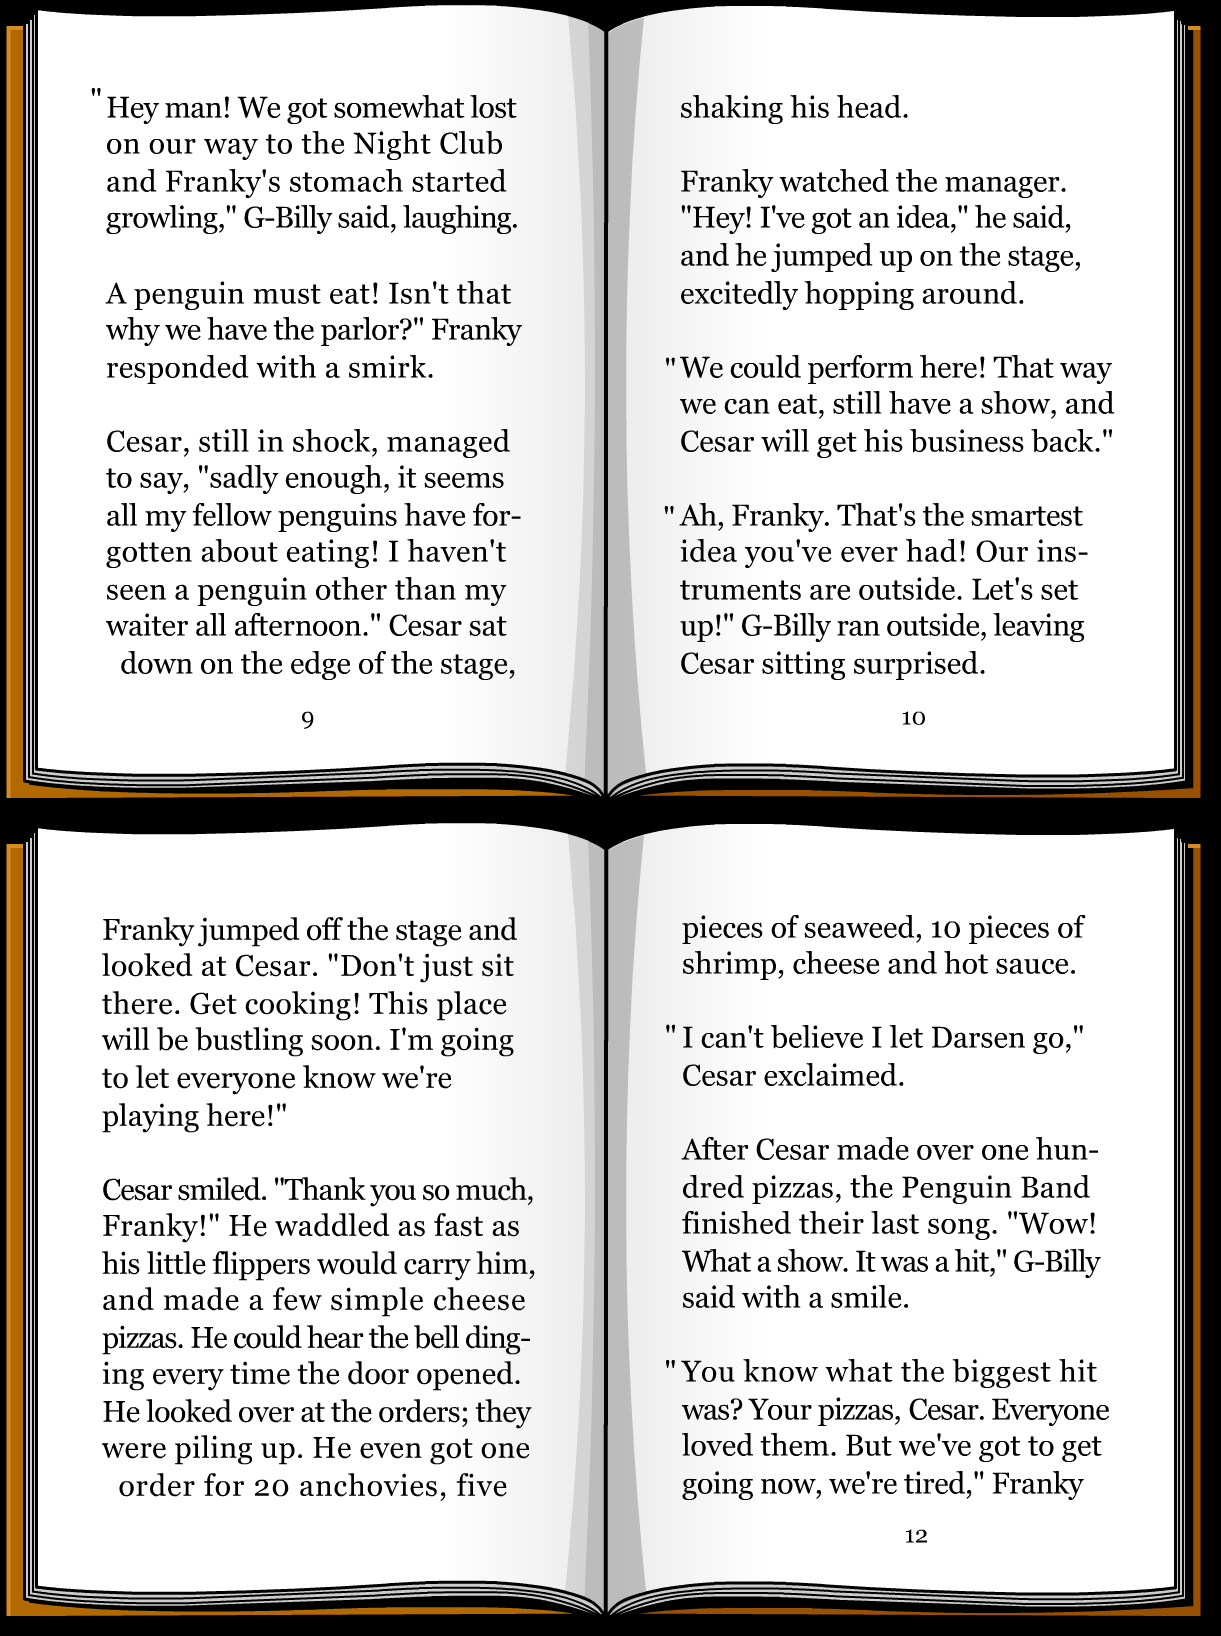 "Hey man! We got somewhat lost
on our way to the Night Club
and Franky's stomach started
growling," G-Billy said, laughing.
A penguin must eat! Isn't that
why we have the parlor?" Franky
responded with a smirk.
Cesar, still in shock, managed
to say, "sadly enough, it seems
all my fellow penguins have for-
gotten about eating! I haven't
seen a penguin other than my
waiter all afternoon." Cesar sat
down on the edge of the stage,
9
shaking his head.
Franky watched the manager.
"Hey! I've got an idea," he said,
and he jumped up on the stage,
excitedly hopping around.
"We could perform here! That way
we can eat, still have a show, and
Cesar will get his business back."
"Ah, Franky. That's the smartest
idea you've ever had! Our ins-
truments are outside. Let's set
up!" G-Billy ran outside, leaving
Cesar sitting surprised.
10
Franky jumped off the stage and
looked at Cesar. "Don't just sit
there. Get cooking! This place
will be bustling soon. I'm going
to let everyone know we're
playing here!"
Cesar smiled. "Thank you so much,
Franky!" He waddled as fast as
his little flippers would carry him,
and made a few simple cheese
pizzas. He could hear the bell ding-
ing every time the door opened.
He looked over at the orders; they
were piling up. He even got one
order for 20 anchovies, five
pieces of seaweed, 10 pieces of
shrimp, cheese and hot sauce.
"I can't believe I let Darsen go,"
Cesar exclaimed.
After Cesar made over one hun-
dred pizzas, the Penguin Band
finished their last song. "Wow!
What a show. It was a hit," G-Billy
said with a smile.
"You know what the biggest hit
was? Your pizzas, Cesar. Everyone
loved them. But we've got to get
going now, we're tired," Franky
12